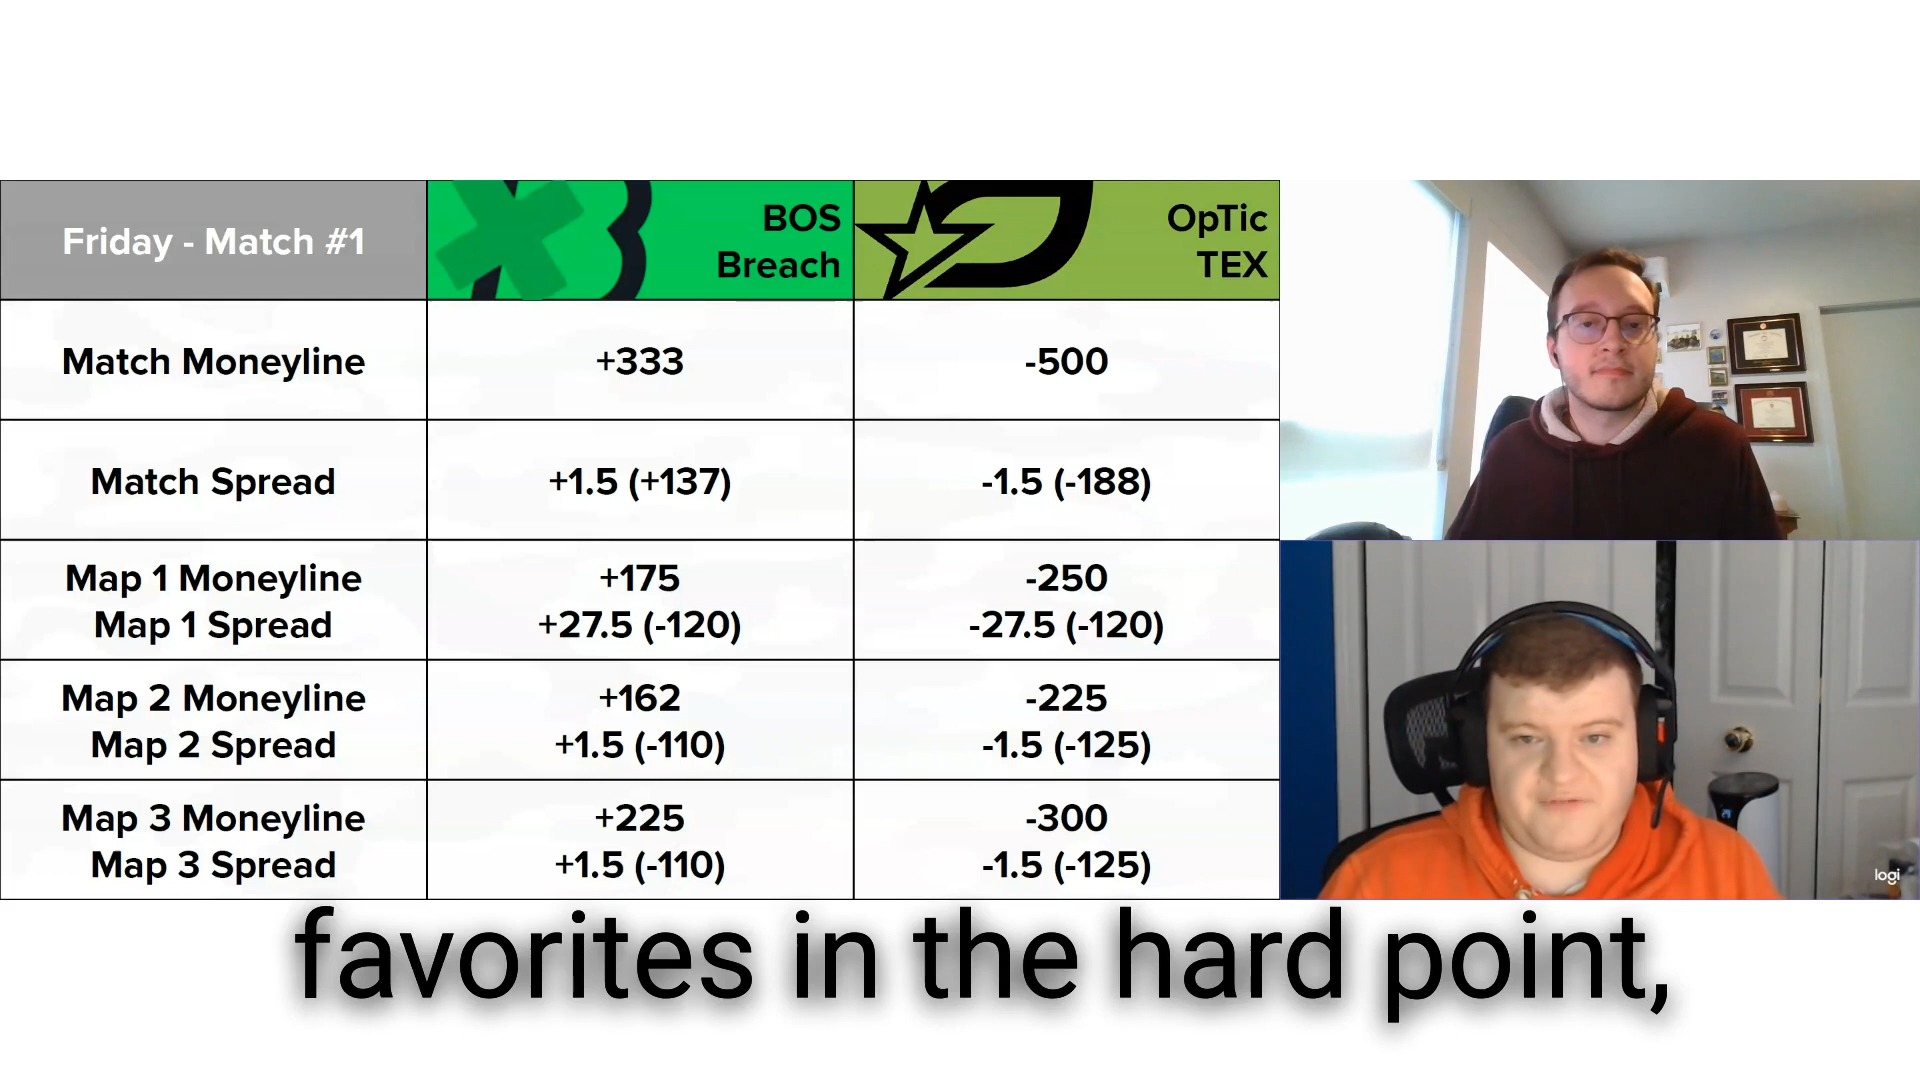 Friday - Match #1
BOS
Breach
OpTic
TEX
Match Moneyline
+333
-500
Match Spread
+1.5 (+137)
-1.5 (-188)
Map 1 Moneyline
+175
-250
Map 1 Spread
+27.5 (-120)
-27.5 (-120)
Map 2 Moneyline
+162
-225
Map 2 Spread
+1.5 (-110)
-1.5 (-125)
Map 3 Moneyline
+225
-300
Map 3 Spread
+1.5 (-110)
-1.5 (-125)
logi
favorites in the hard point,